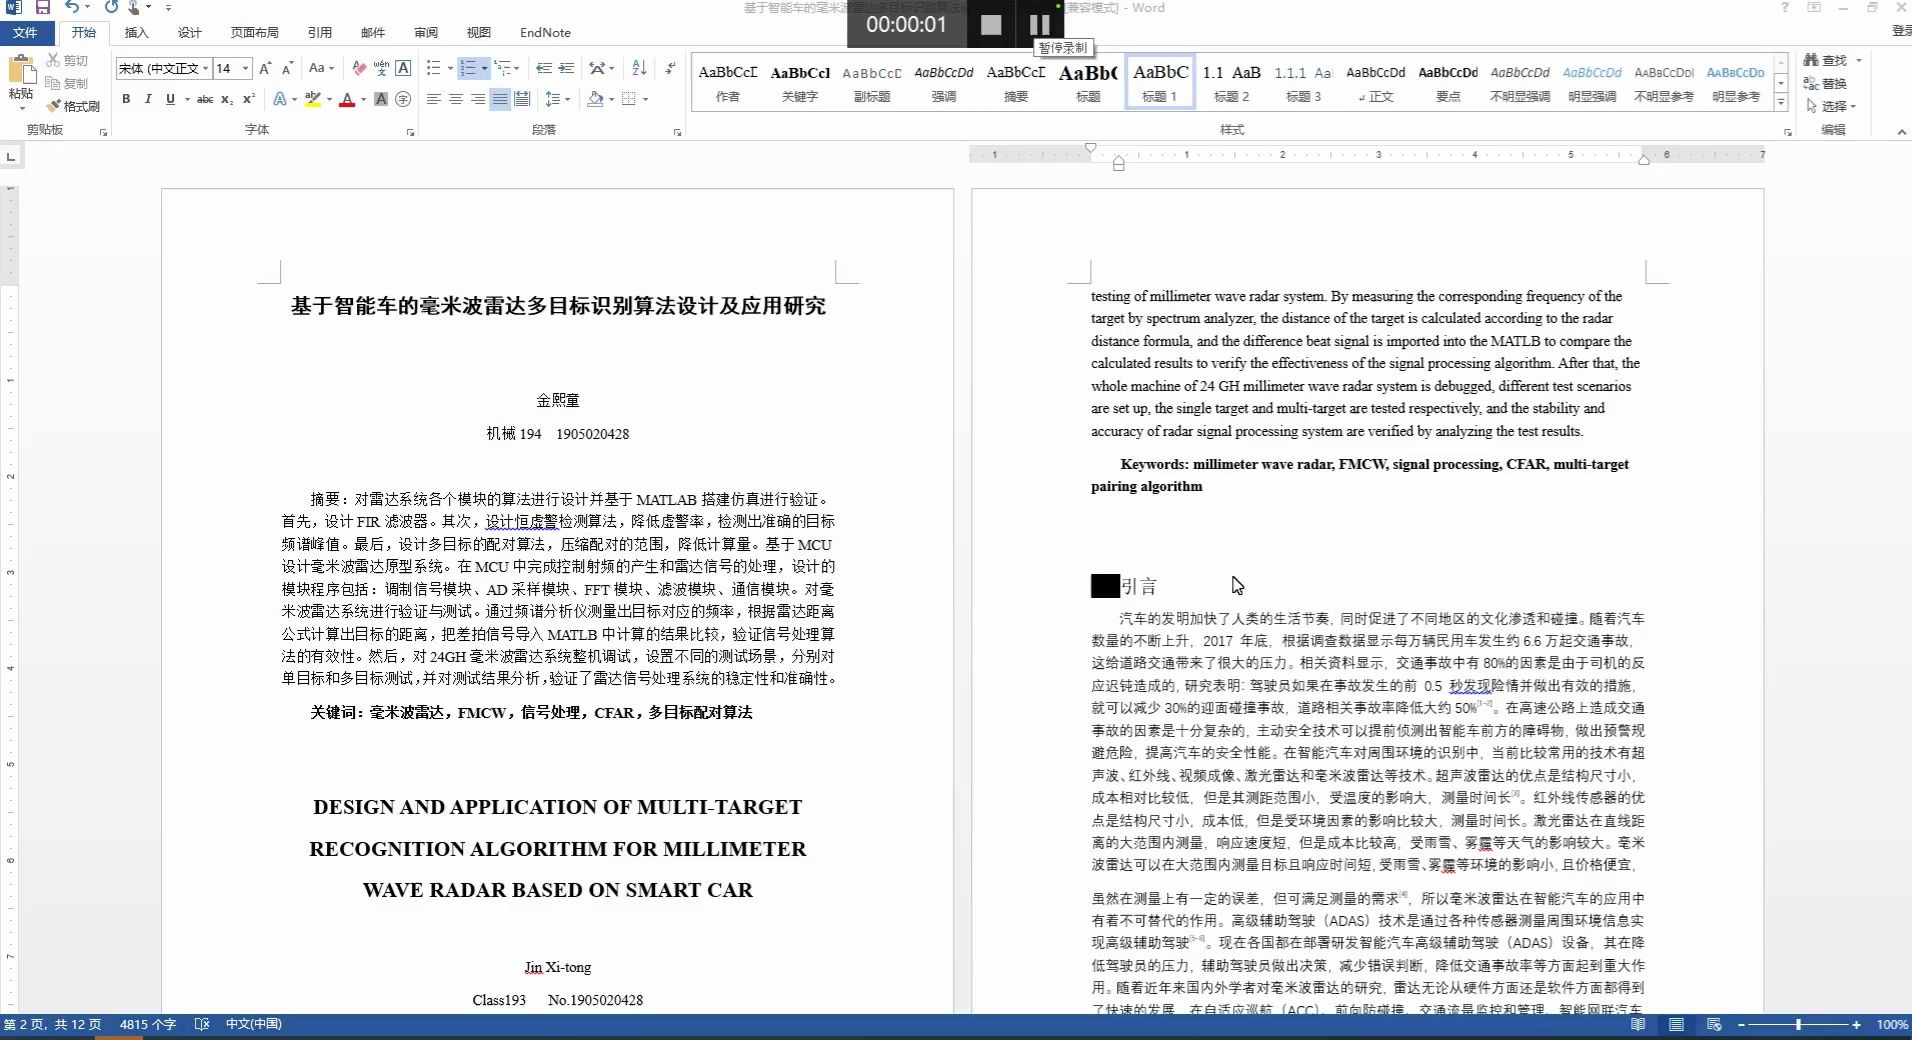 基于智能车的毫米波雷达多目标识别算法
[兼容模式] - Word
00:00:01
暂停录制
文件 开始 插入 设计 页面布局 引用 邮件 审阅 视图 EndNote 登录
粘贴 剪切 复制 格式刷
宋体 (中文正文 14
AaBbCcD 作者
AaBbCcI 关键字
AaBbCcD 副标题
AaBbCcDd 强调
AaBbCcD 摘要
AaBb( 标题
AaBbC 标题 1
1.1 AaB 标题 2
1.1.1 Aa 标题 3
AaBbCcDd 正文
AaBbCcDd 要点
AaBbCcDd 不明显强调
AaBbCcDd 明显强调
AaBbCcDd 不明显参考
AaBbCcDd 明显参考
查找
替换
选择
剪贴板 字体 段落 样式 编辑
1 1 2 3 4 5 6 7
基于智能车的毫米波雷达多目标识别算法设计及应用研究
金熙童
机械 194 1905020428
摘要：对雷达系统各个模块的算法进行设计并基于 MATLAB 搭建仿真进行验证。
首先，设计 FIR 滤波器。其次，设计恒虚警检测算法，降低虚警率，检测出准确的目标
频谱峰值。最后，设计多目标的配对算法，压缩配对的范围，降低计算量。基于 MCU
设计毫米波雷达原型系统。在 MCU 中完成控制射频的产生和雷达信号的处理，设计的
模块程序包括：调制信号模块、AD 采样模块、FFT 模块、滤波模块、通信模块。对毫
米波雷达系统进行验证与测试。通过频谱分析仪测量出目标对应的频率，根据雷达距离
公式计算出目标的距离，把差拍信号导入 MATLB 中计算的结果比较，验证信号处理算
法的有效性。然后，对 24GH 毫米波雷达系统整机调试，设置不同的测试场景，分别对
单目标和多目标测试，并对测试结果分析，验证了雷达信号处理系统的稳定性和准确性。
关键词：毫米波雷达，FMCW，信号处理，CFAR，多目标配对算法
DESIGN AND APPLICATION OF MULTI-TARGET
RECOGNITION ALGORITHM FOR MILLIMETER
WAVE RADAR BASED ON SMART CAR
Jin Xi-tong
Class193 No.1905020428
testing of millimeter wave radar system. By measuring the corresponding frequency of the
target by spectrum analyzer, the distance of the target is calculated according to the radar
distance formula, and the difference beat signal is imported into the MATLB to compare the
calculated results to verify the effectiveness of the signal processing algorithm. After that, the
whole machine of 24 GH millimeter wave radar system is debugged, different test scenarios
are set up, the single target and multi-target are tested respectively, and the stability and
accuracy of radar signal processing system are verified by analyzing the test results.
Keywords: millimeter wave radar, FMCW, signal processing, CFAR, multi-target
pairing algorithm
引言
汽车的发明加快了人类的生活节奏，同时促进了不同地区的文化渗透和碰撞。随着汽车
数量的不断上升，2017 年底，根据调查数据显示每万辆民用车发生约 6.6 万起交通事故，
这给道路交通带来了很大的压力。相关资料显示，交通事故中有 80%的因素是由于司机的反
应迟钝造成的，研究表明：驾驶员如果在事故发生的前 0.5 秒发现险情并做出有效的措施，
就可以减少 30%的迎面碰撞事故，道路相关事故率降低大约 50%[1-2]。在高速公路上造成交通
事故的因素是十分复杂的，主动安全技术可以提前侦测出智能车前方的障碍物，做出预警规
避危险，提高汽车的安全性能。在智能汽车对周围环境的识别中，当前比较常用的技术有超
声波、红外线、视频成像、激光雷达和毫米波雷达等技术。超声波雷达的优点是结构尺寸小，
成本相对比较低，但是其测距范围小，受温度的影响大，测量时间长[3]。红外线传感器的优
点是结构尺寸小，成本低，但是受环境因素的影响比较大，测量时间长。激光雷达在直线距
离的大范围内测量，响应速度短，但是成本比较高，受雨雪、雾霾等天气的影响较大。毫米
波雷达可以在大范围内测量目标且响应时间短，受雨雪、雾霾等环境的影响小，且价格便宜，
虽然在测量上有一定的误差，但可满足测量的需求[4]，所以毫米波雷达在智能汽车的应用中
有着不可替代的作用。高级辅助驾驶（ADAS）技术是通过各种传感器测量周围环境信息实
现高级辅助驾驶[5-6]。现在各国都在部署研发智能汽车高级辅助驾驶（ADAS）设备，其在降
低驾驶员的压力，辅助驾驶员做出决策，减少错误判断，降低交通事故率等方面起到重大作
用。随着近年来国内外学者对毫米波雷达的研究，雷达无论从硬件方面还是软件方面都得到
了快速的发展，在自适应巡航（ACC）、前向防碰撞、交通流量监控和管理、智能网联汽车
第 2 页，共 12 页 4815 个字 中文(中国) 100%